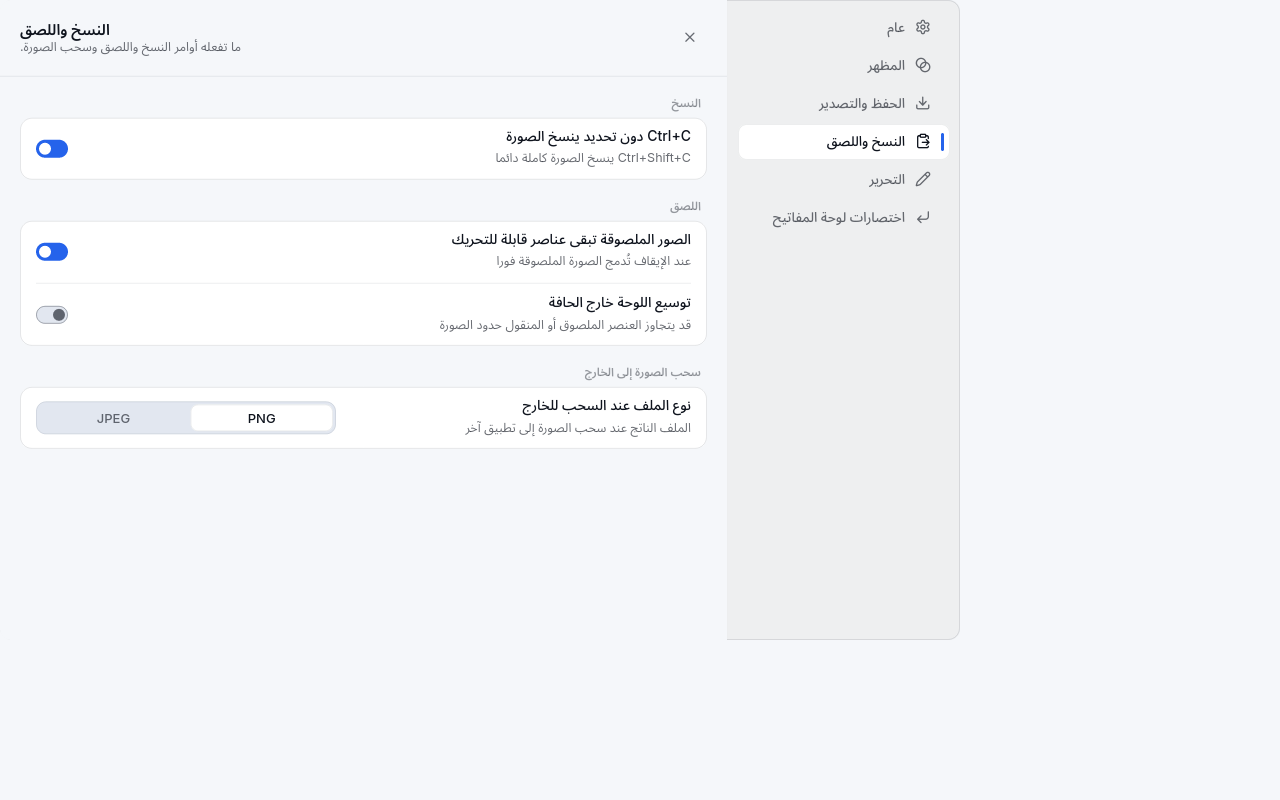 عام
المظهر
الحفظ والتصدير
النسخ واللصق
التحرير
اختصارات لوحة المفاتيح
النسخ واللصق
ما تفعله أوامر النسخ واللصق وسحب الصورة.
النسخ
Ctrl+C دون تحديد ينسخ الصورة
Ctrl+Shift+C ينسخ الصورة كاملة دائما
اللصق
الصور الملصوقة تبقى عناصر قابلة للتحريك
عند الإيقاف تُدمج الصورة الملصوقة فورا
توسيع اللوحة خارج الحافة
قد يتجاوز العنصر الملصوق أو المنقول حدود الصورة
سحب الصورة إلى الخارج
نوع الملف عند السحب للخارج
الملف الناتج عند سحب الصورة إلى تطبيق آخر
PNG
JPEG